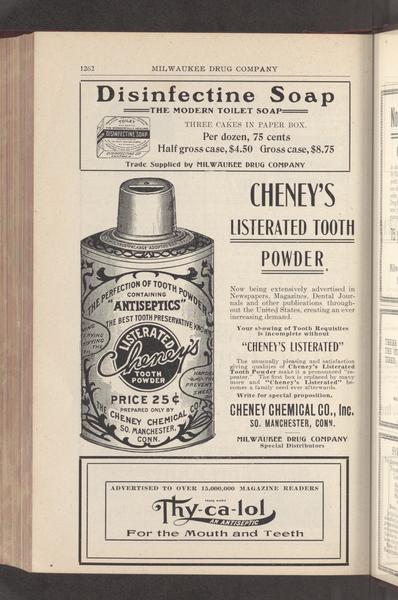 1262 MILWAUKEE DRUG COMPANY
Disinfectine Soap
THE MODERN TOILET SOAP
TOILET
DISINFECTINE SOAP
THREE CAKES IN PAPER BOX.
Per dozen, 75 cents
Half gross case, $4.50 Gross case, $8.75
Trade Supplied by MILWAUKEE DRUG COMPANY
THE PERFECTION OF TOOTH POWDER
CONTAINING
"ANTISEPTICS"
THE BEST TOOTH PRESERVATIVE
LISTERATED
Cheney's
TOOTH
POWDER
HARDEN
PREVENT
PRICE 25¢
PREPARED ONLY BY
THE CHENEY CHEMICAL CO.
SO. MANCHESTER,
CONN.
CHENEY'S
LISTERATED TOOTH
POWDER
Now being extensively advertised in
Newspapers, Magazines, Dental Jour-
nals and other publications through-
out the United States, creating an ever
increasing demand.
Your showing of Tooth Requisites
is incomplete without
"CHENEY'S LISTERATED"
The unusually pleasing and satisfaction
giving qualities of Cheney's Listerated
Tooth Powder make it a pronounced "re-
peater." The first box is replaced by many
more and "Cheney's Listerated" be-
comes a family need ever afterwards.
Write for special proposition.
CHENEY CHEMICAL CO., Inc.
SO. MANCHESTER, CONN.
MILWAUKEE DRUG COMPANY
Special Distributors
ADVERTISED TO OVER 15,000,000 MAGAZINE READERS
TRADE MARK
Thy-ca-lol
AN ANTISEPTIC
For the Mouth and Teeth